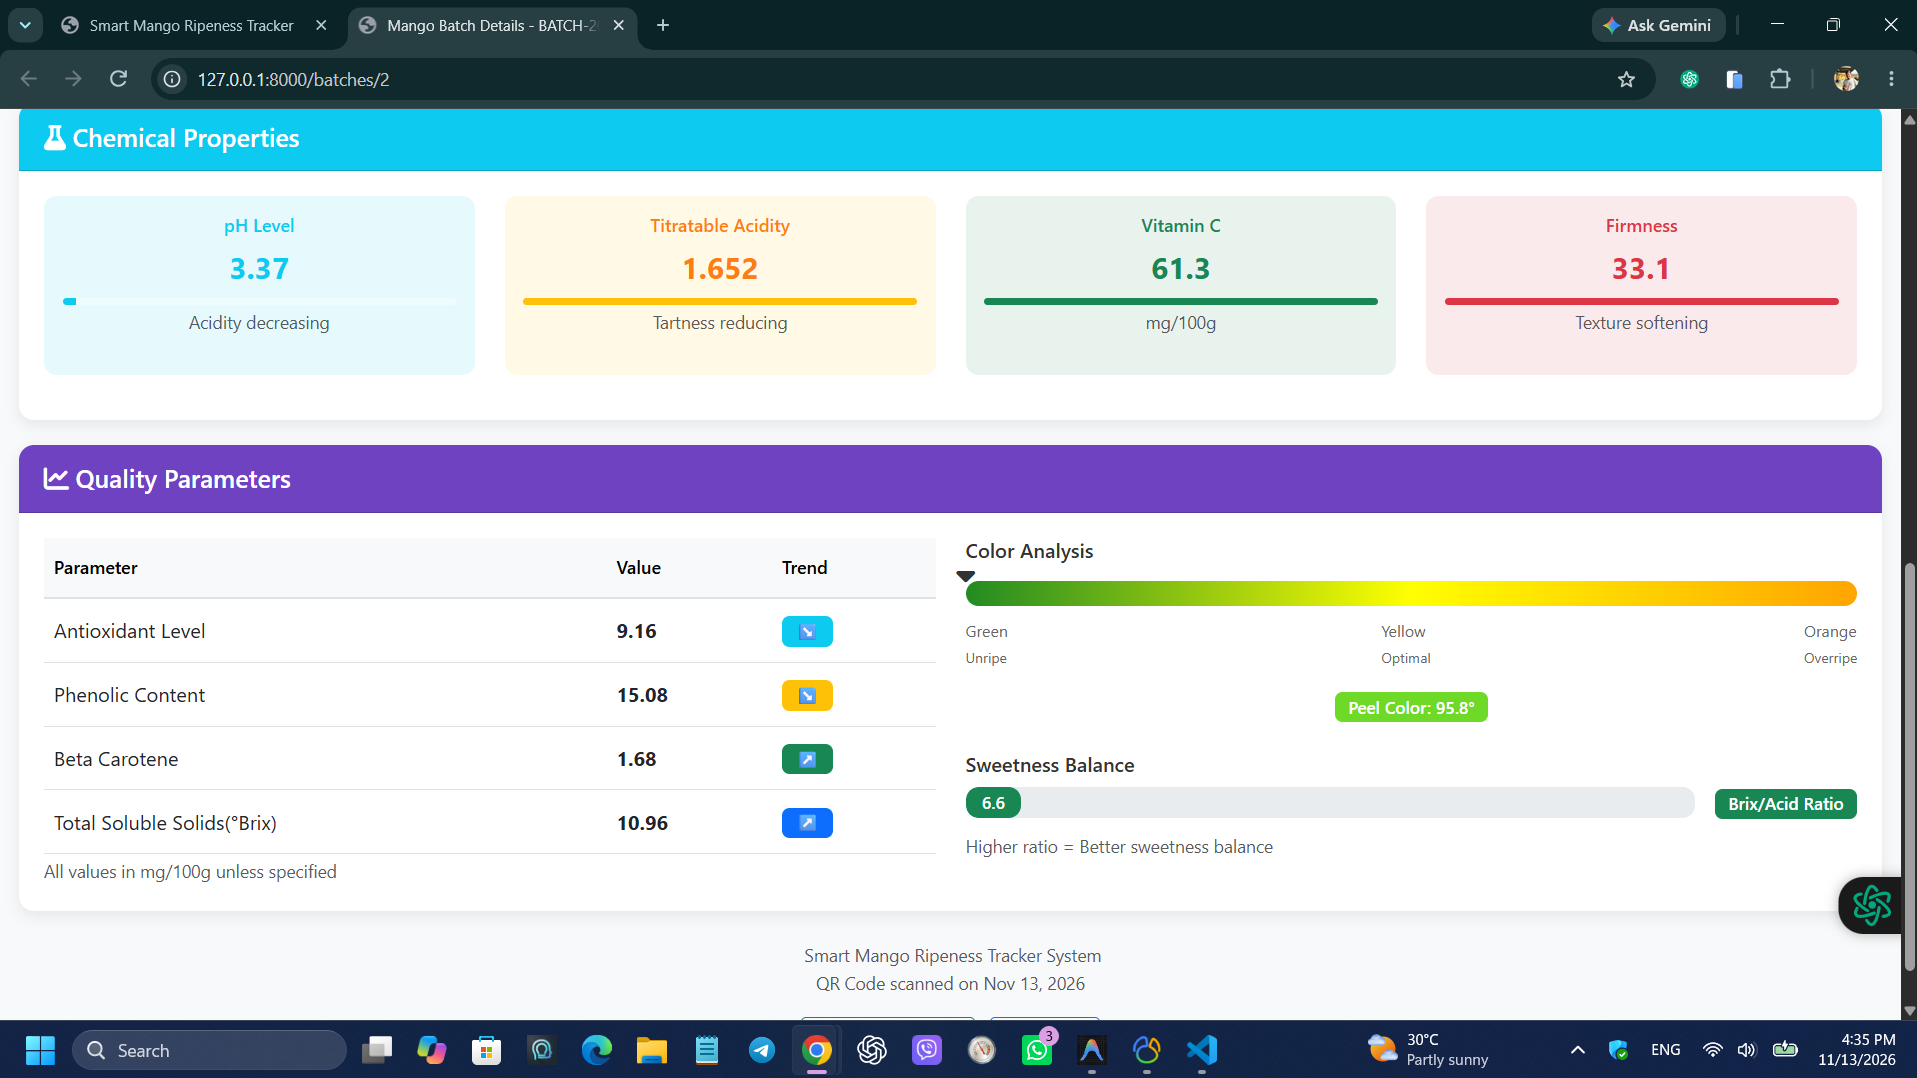 Smart Mango Ripeness Tracker
Mango Batch Details - BATCH-2
Ask Gemini
127.0.0.1:8000/batches/2
Chemical Properties
pH Level
3.37
Acidity decreasing
Titratable Acidity
1.652
Tartness reducing
Vitamin C
61.3
mg/100g
Firmness
33.1
Texture softening
Quality Parameters
Parameter Value Trend
Antioxidant Level 9.16
Phenolic Content 15.08
Beta Carotene 1.68
Total Soluble Solids(°Brix) 10.96
All values in mg/100g unless specified
Color Analysis
Green Yellow Orange
Unripe Optimal Overripe
Peel Color: 95.8°
Sweetness Balance
6.6 Brix/Acid Ratio
Higher ratio = Better sweetness balance
Smart Mango Ripeness Tracker System
QR Code scanned on Nov 13, 2026
Search
3
30°C
Partly sunny
ENG
4:35 PM
11/13/2026